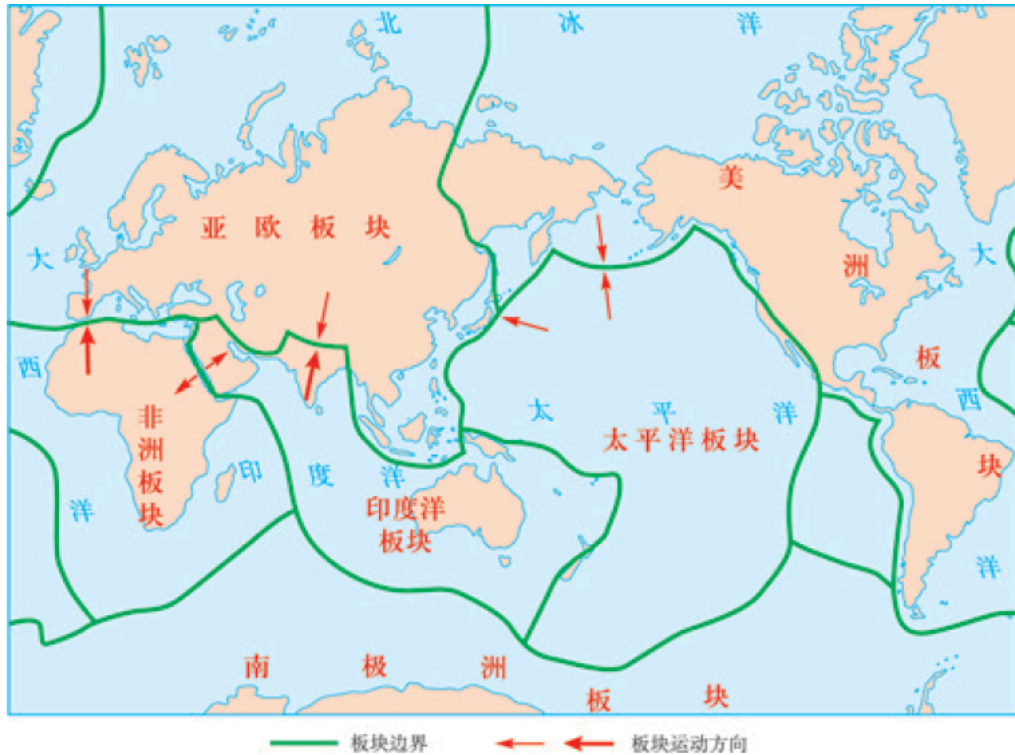 北冰洋
亚欧板块
美洲板块
大西洋
大西洋
太平洋
太平洋板块
非洲板块
印度洋
印度洋
板块
南极洲板块
板块边界
板块运动方向